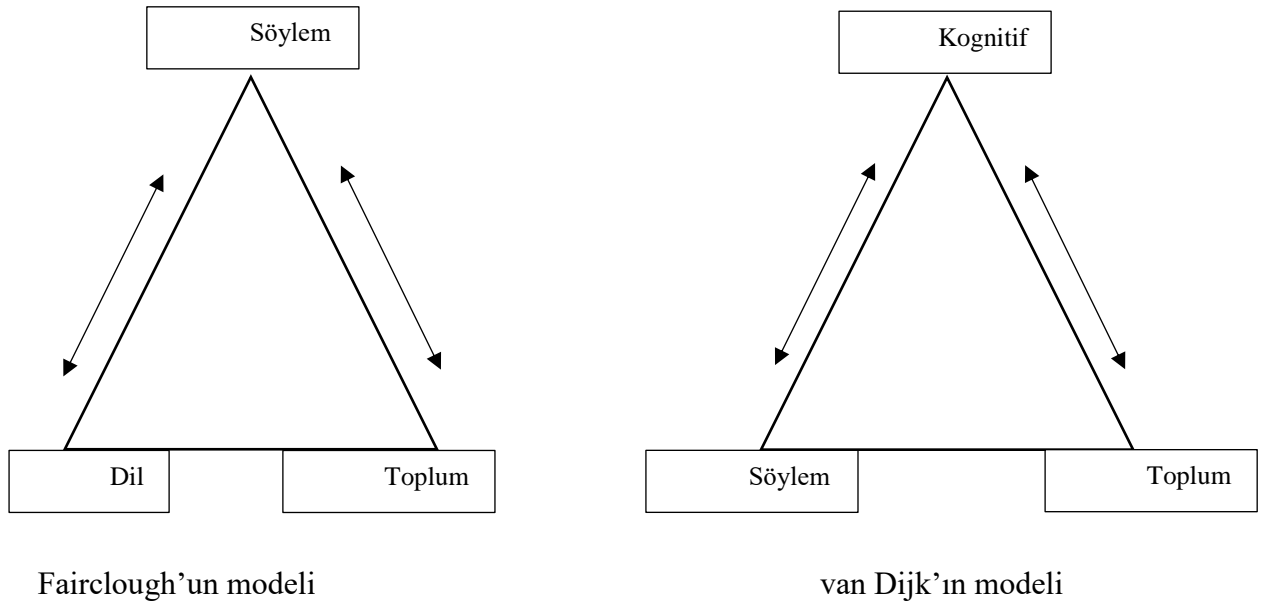 Söylem
Kognitif
Dil
Toplum
Söylem
Toplum
Fairclough’un modeli
van Dijk’ın modeli